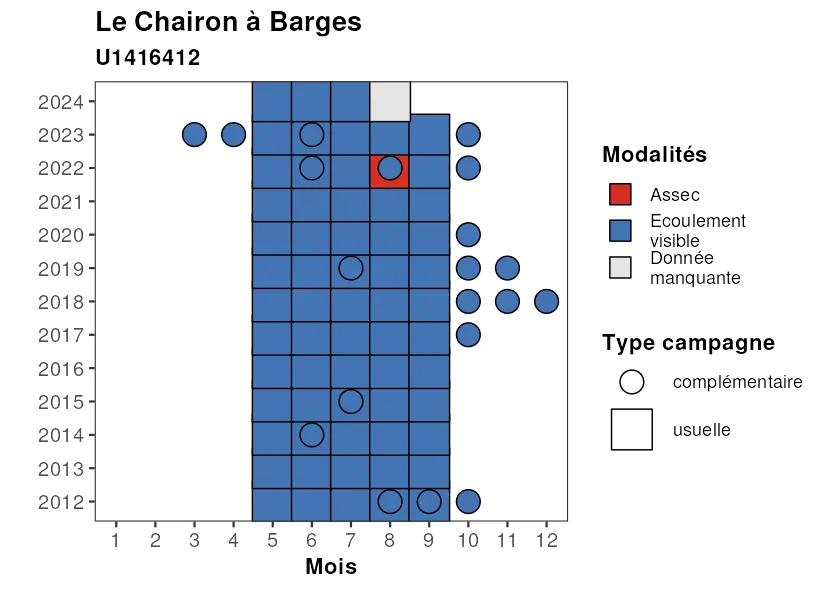 Le Chairon à Barges
U1416412
2024
2023
2022
2021
2020
2019
2018
2017
2016
2015
2014
2013
2012
1 2 3 4 5 6 7 8 9 10 11 12
Mois
Modalités
Assec
Ecoulement
visible
Donnée
manquante
Type campagne
complémentaire
usuelle